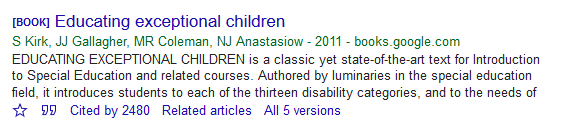 [BOOK] Educating exceptional children
S Kirk, JJ Gallagher, MR Coleman, NJ Anastasiow - 2011 - books.google.com
EDUCATING EXCEPTIONAL CHILDREN is a classic yet state-of-the-art text for Introduction
to Special Education and related courses. Authored by luminaries in the special education
field, it introduces students to each of the thirteen disability categories, and to the needs of
Cited by 2480 Related articles All 5 versions